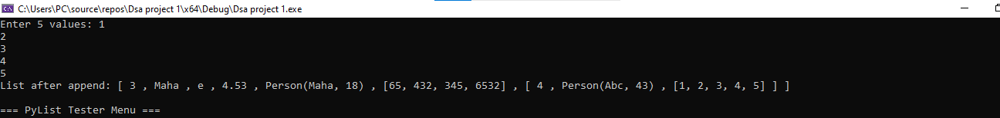 C:\Users\PC\source\repos\Dsa project 1\x64\Debug\Dsa project 1.exe
Enter 5 values: 1
2
3
4
5
List after append: [ 3 , Maha , e , 4.53 , Person(Maha, 18) , [65, 432, 345, 6532] , [ 4 , Person(Abc, 43) , [1, 2, 3, 4, 5] ] ]
=== PyList Tester Menu ===